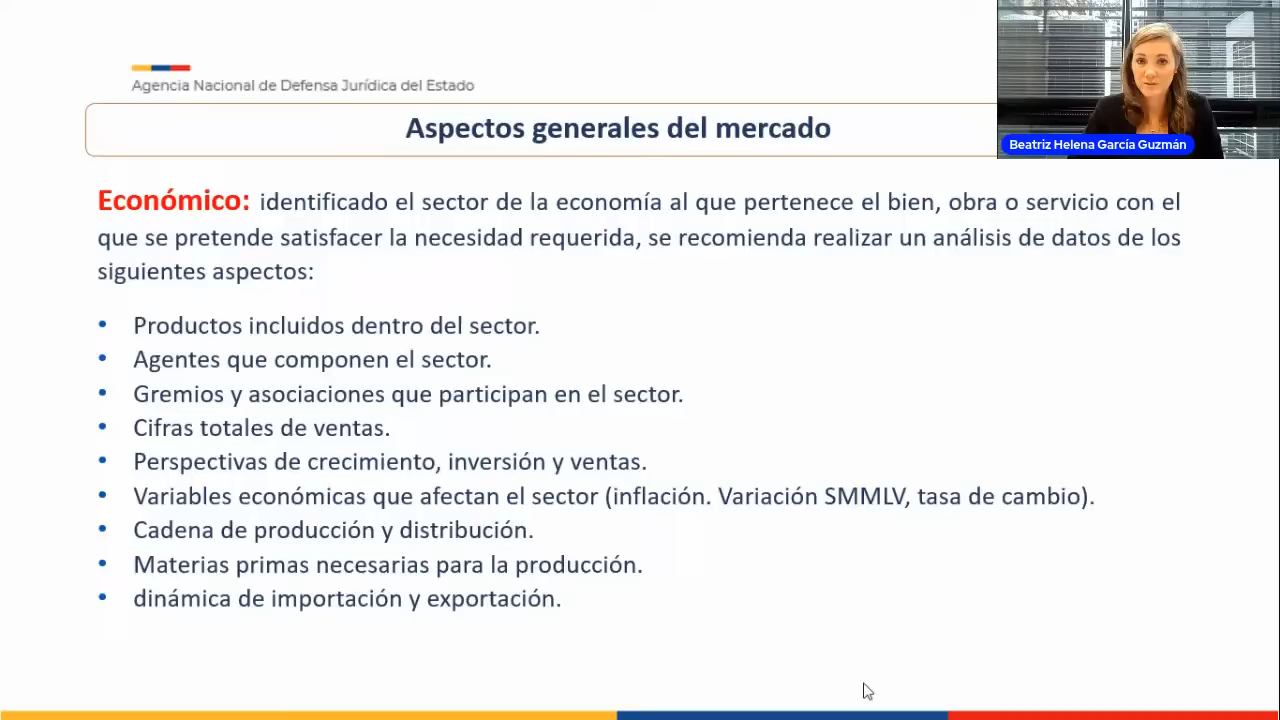 Agencia Nacional de Defensa Jurídica del Estado
Aspectos generales del mercado
Beatriz Helena García Guzmán
Económico: identificado el sector de la economía al que pertenece el bien, obra o servicio con el
que se pretende satisfacer la necesidad requerida, se recomienda realizar un análisis de datos de los
siguientes aspectos:
• Productos incluidos dentro del sector.
• Agentes que componen el sector.
• Gremios y asociaciones que participan en el sector.
• Cifras totales de ventas.
• Perspectivas de crecimiento, inversión y ventas.
• Variables económicas que afectan el sector (inflación. Variación SMMLV, tasa de cambio).
• Cadena de producción y distribución.
• Materias primas necesarias para la producción.
• dinámica de importación y exportación.